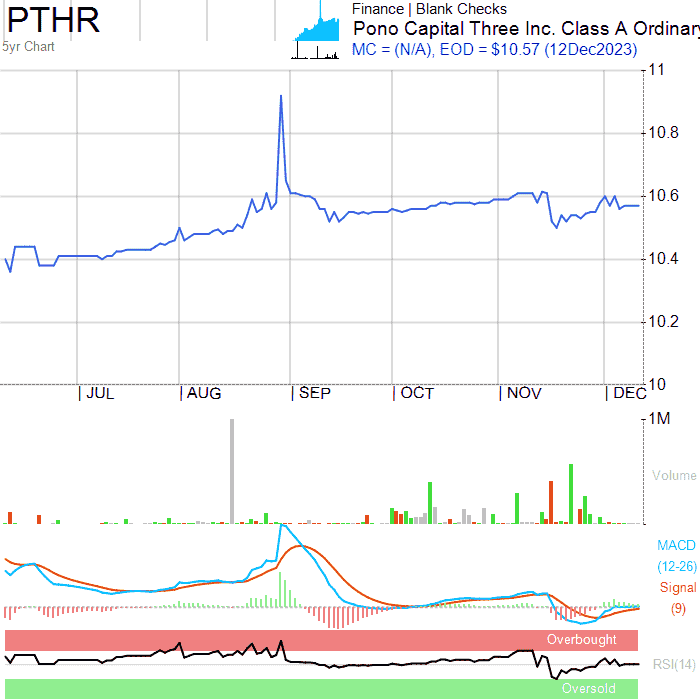 PTHR
Finance | Blank Checks
5yr Chart
Pono Capital Three Inc. Class A Ordinary
MC = (N/A), EOD = $10.57 (12Dec2023)
11
10.8
10.6
10.4
10.2
10
| JUL | AUG | SEP | OCT | NOV | DEC
1M
Volume
MACD
(12-26)
Signal
(9)
Overbought
RSI(14)
Oversold